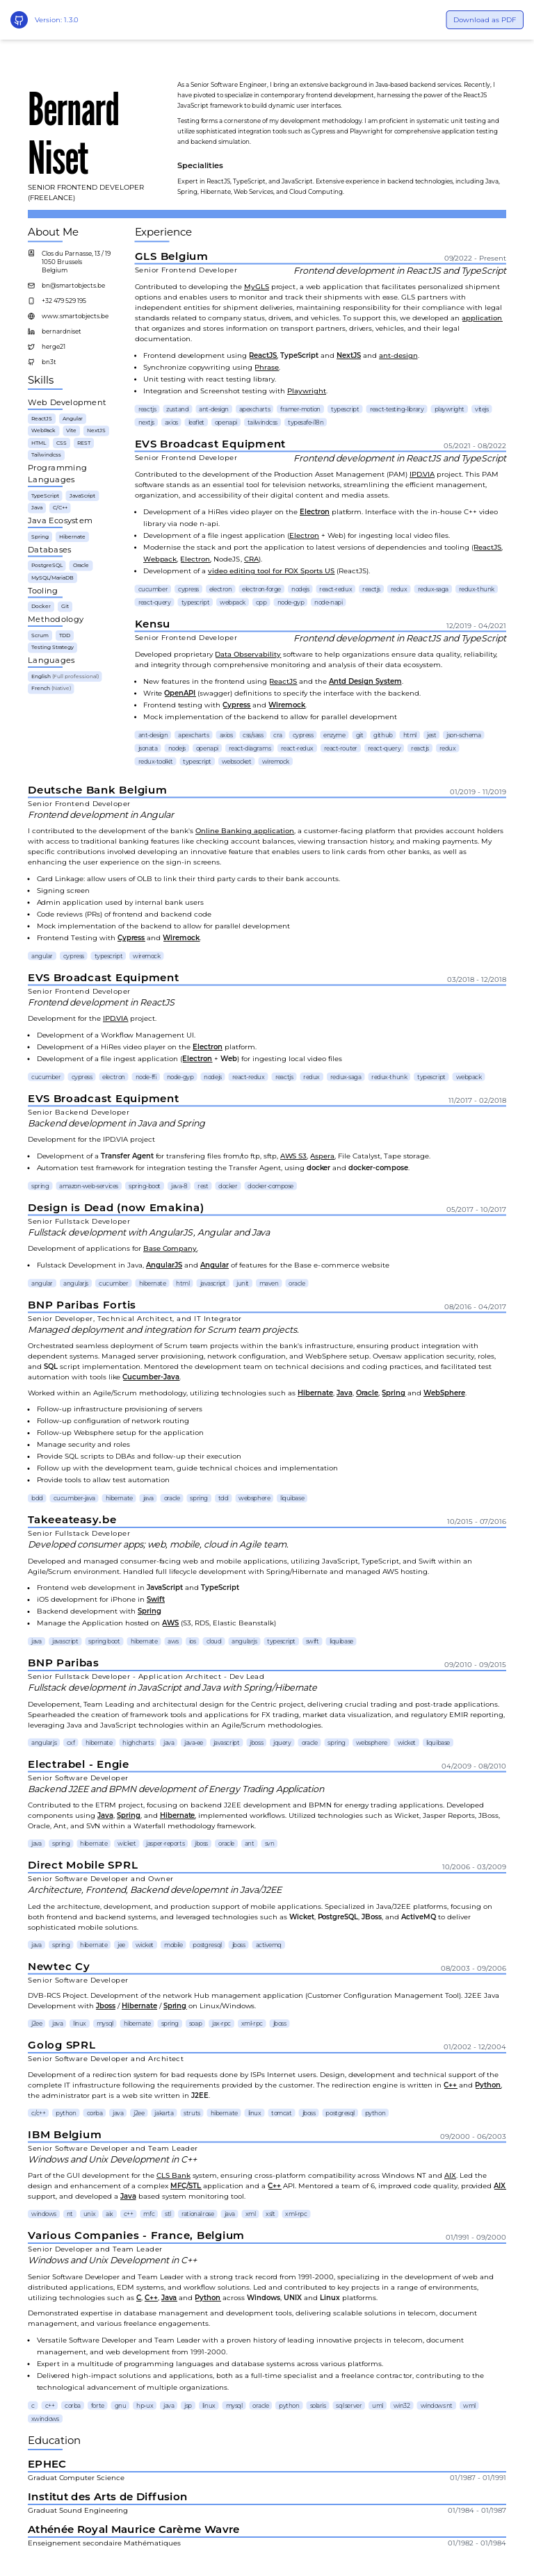 Version: 1.3.0
Download as PDF
Bernard
Niset
SENIOR FRONTEND DEVELOPER
(FREELANCE)
As a Senior Software Engineer, I bring an extensive background in Java-based backend services. Recently, I
have pivoted to specialize in contemporary frontend development, harnessing the power of the ReactJS
JavaScript framework to build dynamic user interfaces.
Testing forms a cornerstone of my development methodology. I am proficient in systematic unit testing and
utilize sophisticated integration tools such as Cypress and Playwright for comprehensive application testing
and backend simulation.
Specialities
Expert in ReactJS, TypeScript, and JavaScript. Extensive experience in backend technologies, including Java,
Spring, Hibernate, Web Services, and Cloud Computing.
About Me
Clos du Parnasse, 13 / 19
1050 Brussels
Belgium
bn@smartobjects.be
+32 479 529 195
www.smartobjects.be
bernardniset
herge21
bn3t
Skills
Web Development
ReactJS Angular
WebPack Vite NextJS
HTML CSS REST
Tailwindcss
Programming
Languages
TypeScript JavaScript
Java C/C++
Java Ecosystem
Spring Hibernate
Databases
PostgreSQL Oracle
MySQL/MariaDB
Tooling
Docker Git
Methodology
Scrum TDD
Testing Strategy
Languages
English (Full professional)
French (Native)
Experience
GLS Belgium 09/2022 - Present
Senior Frontend Developer Frontend development in ReactJS and TypeScript
Contributed to developing the MyGLS project, a web application that facilitates personalized shipment
options and enables users to monitor and track their shipments with ease. GLS partners with
independent entities for shipment deliveries, maintaining responsibility for their compliance with legal
standards related to company status, drivers, and vehicles. To support this, we developed an application
that organizes and stores information on transport partners, drivers, vehicles, and their legal
documentation.
• Frontend development using ReactJS, TypeScript and NextJS and ant-design.
• Synchronize copywriting using Phrase.
• Unit testing with react testing library.
• Integration and Screenshot testing with Playwright.
reactjs zustand ant-design apexcharts framer-motion typescript react-testing-library playwright vitejs
nextjs axios leaflet openapi tailwindcss typesafe-i18n
EVS Broadcast Equipment 05/2021 - 08/2022
Senior Frontend Developer Frontend development in ReactJS and TypeScript
Contributed to the development of the Production Asset Management (PAM) IPD.VIA project. This PAM
software stands as an essential tool for television networks, streamlining the efficient management,
organization, and accessibility of their digital content and media assets.
• Development of a HiRes video player on the Electron platform. Interface with the in-house C++ video
library via node n-api.
• Development of a file ingest application (Electron + Web) for ingesting local video files.
• Modernise the stack and port the application to latest versions of dependencies and tooling (ReactJS,
Webpack, Electron, NodeJS, CRA).
• Development of a video editing tool for FOX Sports US (ReactJS).
cucumber cypress electron electron-forge nodejs react-redux reactjs redux redux-saga redux-thunk
react-query typescript webpack cpp node-gyp node-napi
Kensu 12/2019 - 04/2021
Senior Frontend Developer Frontend development in ReactJS and TypeScript
Developed proprietary Data Observability software to help organizations ensure data quality, reliability,
and integrity through comprehensive monitoring and analysis of their data ecosystem.
• New features in the frontend using ReactJS and the Antd Design System.
• Write OpenAPI (swagger) definitions to specify the interface with the backend.
• Frontend testing with Cypress and Wiremock.
• Mock implementation of the backend to allow for parallel development
ant-design apexcharts axios css/sass cra cypress enzyme git github html jest json-schema
jsonata nodejs openapi react-diagrams react-redux react-router react-query reactjs redux
redux-toolkit typescript websocket wiremock
Deutsche Bank Belgium 01/2019 - 11/2019
Senior Frontend Developer
Frontend development in Angular
I contributed to the development of the bank's Online Banking application, a customer-facing platform that provides account holders
with access to traditional banking features like checking account balances, viewing transaction history, and making payments. My
specific contributions involved developing an innovative feature that enables users to link cards from other banks, as well as
enhancing the user experience on the sign-in screens.
• Card Linkage: allow users of OLB to link their third party cards to their bank accounts.
• Signing screen
• Admin application used by internal bank users
• Code reviews (PRs) of frontend and backend code
• Mock implementation of the backend to allow for parallel development
• Frontend Testing with Cypress and Wiremock.
angular cypress typescript wiremock
EVS Broadcast Equipment 03/2018 - 12/2018
Senior Frontend Developer
Frontend development in ReactJS
Development for the IPD.VIA project.
• Development of a Workflow Management UI.
• Development of a HiRes video player on the Electron platform.
• Development of a file ingest application (Electron + Web) for ingesting local video files
cucumber cypress electron node-ffi node-gyp nodejs react-redux reactjs redux redux-saga redux-thunk typescript webpack
EVS Broadcast Equipment 11/2017 - 02/2018
Senior Backend Developer
Backend development in Java and Spring
Development for the IPD.VIA project
• Development of a Transfer Agent for transfering files from/to ftp, sftp, AWS S3, Aspera, File Catalyst, Tape storage.
• Automation test framework for integration testing the Transfer Agent, using docker and docker-compose.
spring amazon-web-services spring-boot java-8 rest docker docker-compose
Design is Dead (now Emakina) 05/2017 - 10/2017
Senior Fullstack Developer
Fullstack development with AngularJS, Angular and Java
Development of applications for Base Company.
• Fulstack Development in Java, AngularJS and Angular of features for the Base e-commerce website
angular angularjs cucumber hibernate html javascript junit maven oracle
BNP Paribas Fortis 08/2016 - 04/2017
Senior Developer, Technical Architect, and IT Integrator
Managed deployment and integration for Scrum team projects.
Orchestrated seamless deployment of Scrum team projects within the bank's infrastructure, ensuring product integration with
dependent systems. Managed server provisioning, network configuration, and WebSphere setup. Oversaw application security, roles,
and SQL script implementation. Mentored the development team on technical decisions and coding practices, and facilitated test
automation with tools like Cucumber-Java.
Worked within an Agile/Scrum methodology, utilizing technologies such as Hibernate, Java, Oracle, Spring and WebSphere.
• Follow-up infrastructure provisioning of servers
• Follow-up configuration of network routing
• Follow-up Websphere setup for the application
• Manage security and roles
• Provide SQL scripts to DBAs and follow-up their execution
• Follow up with the development team, guide technical choices and implementation
• Provide tools to allow test automation
bdd cucumber-java hibernate java oracle spring tdd websphere liquibase
Takeeateasy.be 10/2015 - 07/2016
Senior Fullstack Developer
Developed consumer apps; web, mobile, cloud in Agile team.
Developed and managed consumer-facing web and mobile applications, utilizing JavaScript, TypeScript, and Swift within an
Agile/Scrum environment. Handled full lifecycle development with Spring/Hibernate and managed AWS hosting.
• Frontend web development in JavaScript and TypeScript
• iOS development for iPhone in Swift
• Backend development with Spring
• Manage the Application hosted on AWS (S3, RDS, Elastic Beanstalk)
java javascript spring boot hibernate aws ios cloud angularjs typescript swift liquibase
BNP Paribas 09/2010 - 09/2015
Senior Fullstack Developer - Application Architect - Dev Lead
Fullstack development in JavaScript and Java with Spring/Hibernate
Developement, Team Leading and architectural design for the Centric project, delivering crucial trading and post-trade applications.
Spearheaded the creation of framework tools and applications for FX trading, market data visualization, and regulatory EMIR reporting,
leveraging Java and JavaScript technologies within an Agile/Scrum methodologies.
angularjs cxf hibernate highcharts java java-ee javascript jboss jquery oracle spring websphere wicket liquibase
Electrabel - Engie 04/2009 - 08/2010
Senior Software Developer
Backend J2EE and BPMN development of Energy Trading Application
Contributed to the ETRM project, focusing on backend J2EE development and BPMN for energy trading applications. Developed
components using Java, Spring, and Hibernate, implemented workflows. Utilized technologies such as Wicket, Jasper Reports, JBoss,
Oracle, Ant, and SVN within a Waterfall methodology framework.
java spring hibernate wicket jasper-reports jboss oracle ant svn
Direct Mobile SPRL 10/2006 - 03/2009
Senior Software Developer and Owner
Architecture, Frontend, Backend developemnt in Java/J2EE
Led the architecture, development, and production support of mobile applications. Specialized in Java/J2EE platforms, focusing on
both frontend and backend systems, and leveraged technologies such as Wicket, PostgreSQL, JBoss, and ActiveMQ to deliver
sophisticated mobile solutions.
java spring hibernate jee wicket mobile postgresql jboss activemq
Newtec Cy 08/2003 - 09/2006
Senior Software Developer
DVB-RCS Project. Development of the network Hub management application (Customer Configuration Management Tool). J2EE Java
Development with Jboss / Hibernate / Spring on Linux/Windows.
j2ee java linux mysql hibernate spring soap jax-rpc xml-rpc jboss
Golog SPRL 01/2002 - 12/2004
Senior Software Developer and Architect
Development of a redirection system for bad requests done by ISPs Internet users. Design, development and technical support of the
complete IT infrastructure following the requirements provided by the customer. The redirection engine is written in C++ and Python,
the administrator part is a web site written in J2EE.
c/c++ python corba java j2ee jakarta struts hibernate linux tomcat jboss postgresql python
IBM Belgium 09/2000 - 06/2003
Senior Software Developer and Team Leader
Windows and Unix Development in C++
Part of the GUI development for the CLS Bank system, ensuring cross-platform compatibility across Windows NT and AIX. Led the
design and enhancement of a complex MFC/STL application and a C++ API. Mentored a team of 6, improved code quality, provided AIX
support, and developed a Java based system monitoring tool.
windows nt unix aix c++ mfc stl rational rose java xml xslt xml-rpc
Various Companies - France, Belgium 01/1991 - 09/2000
Senior Developer and Team Leader
Windows and Unix Development in C++
Senior Software Developer and Team Leader with a strong track record from 1991-2000, specializing in the development of web and
distributed applications, EDM systems, and workflow solutions. Led and contributed to key projects in a range of environments,
utilizing technologies such as C, C++, Java and Python across Windows, UNIX and Linux platforms.
Demonstrated expertise in database management and development tools, delivering scalable solutions in telecom, document
management, and various freelance engagements.
• Versatile Software Developer and Team Leader with a proven history of leading innovative projects in telecom, document
management, and web development from 1991-2000.
• Expert in a multitude of programming languages and database systems across various platforms.
• Delivered high-impact solutions and applications, both as a full-time specialist and a freelance contractor, contributing to the
technological advancement of multiple organizations.
c c++ corba forte gnu hp-ux java jsp linux mysql oracle python solaris sqlserver uml win32 windows nt wml
xwindows
Education
EPHEC
Graduat Computer Science 01/1987 - 01/1991
Institut des Arts de Diffusion
Graduat Sound Engineering 01/1984 - 01/1987
Athénée Royal Maurice Carème Wavre
Enseignement secondaire Mathématiques 01/1982 - 01/1984